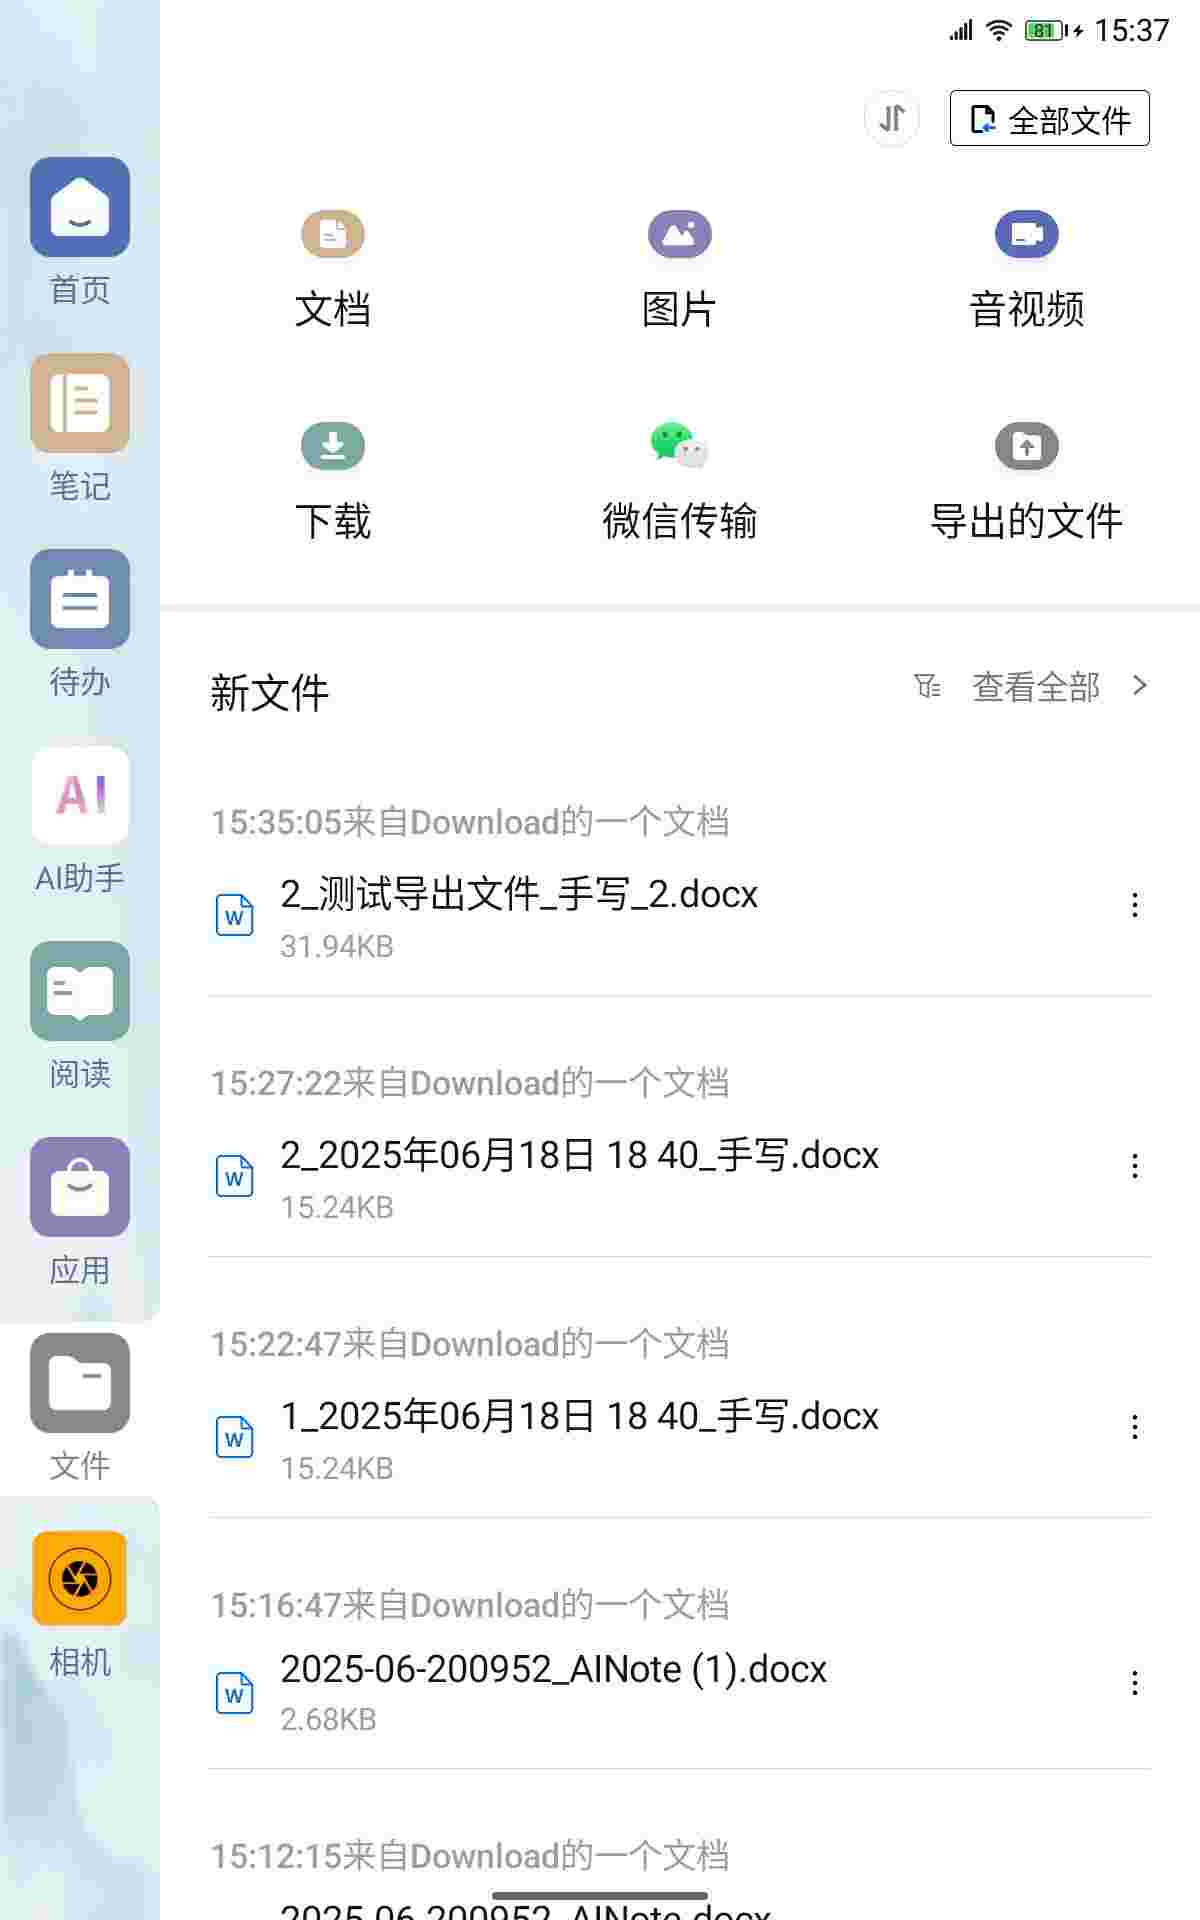 81 15:37
全部文件
首页
笔记
待办
AI
AI助手
阅读
应用
文件
相机
文档
图片
音视频
下载
微信传输
导出的文件
新文件
查看全部
15:35:05来自Download的一个文档
W
2_测试导出文件_手写_2.docx
31.94KB
15:27:22来自Download的一个文档
W
2_2025年06月18日 18 40_手写.docx
15.24KB
15:22:47来自Download的一个文档
W
1_2025年06月18日 18 40_手写.docx
15.24KB
15:16:47来自Download的一个文档
W
2025-06-200952_AINote (1).docx
2.68KB
15:12:15来自Download的一个文档
2025-06-200952_AINote.docx